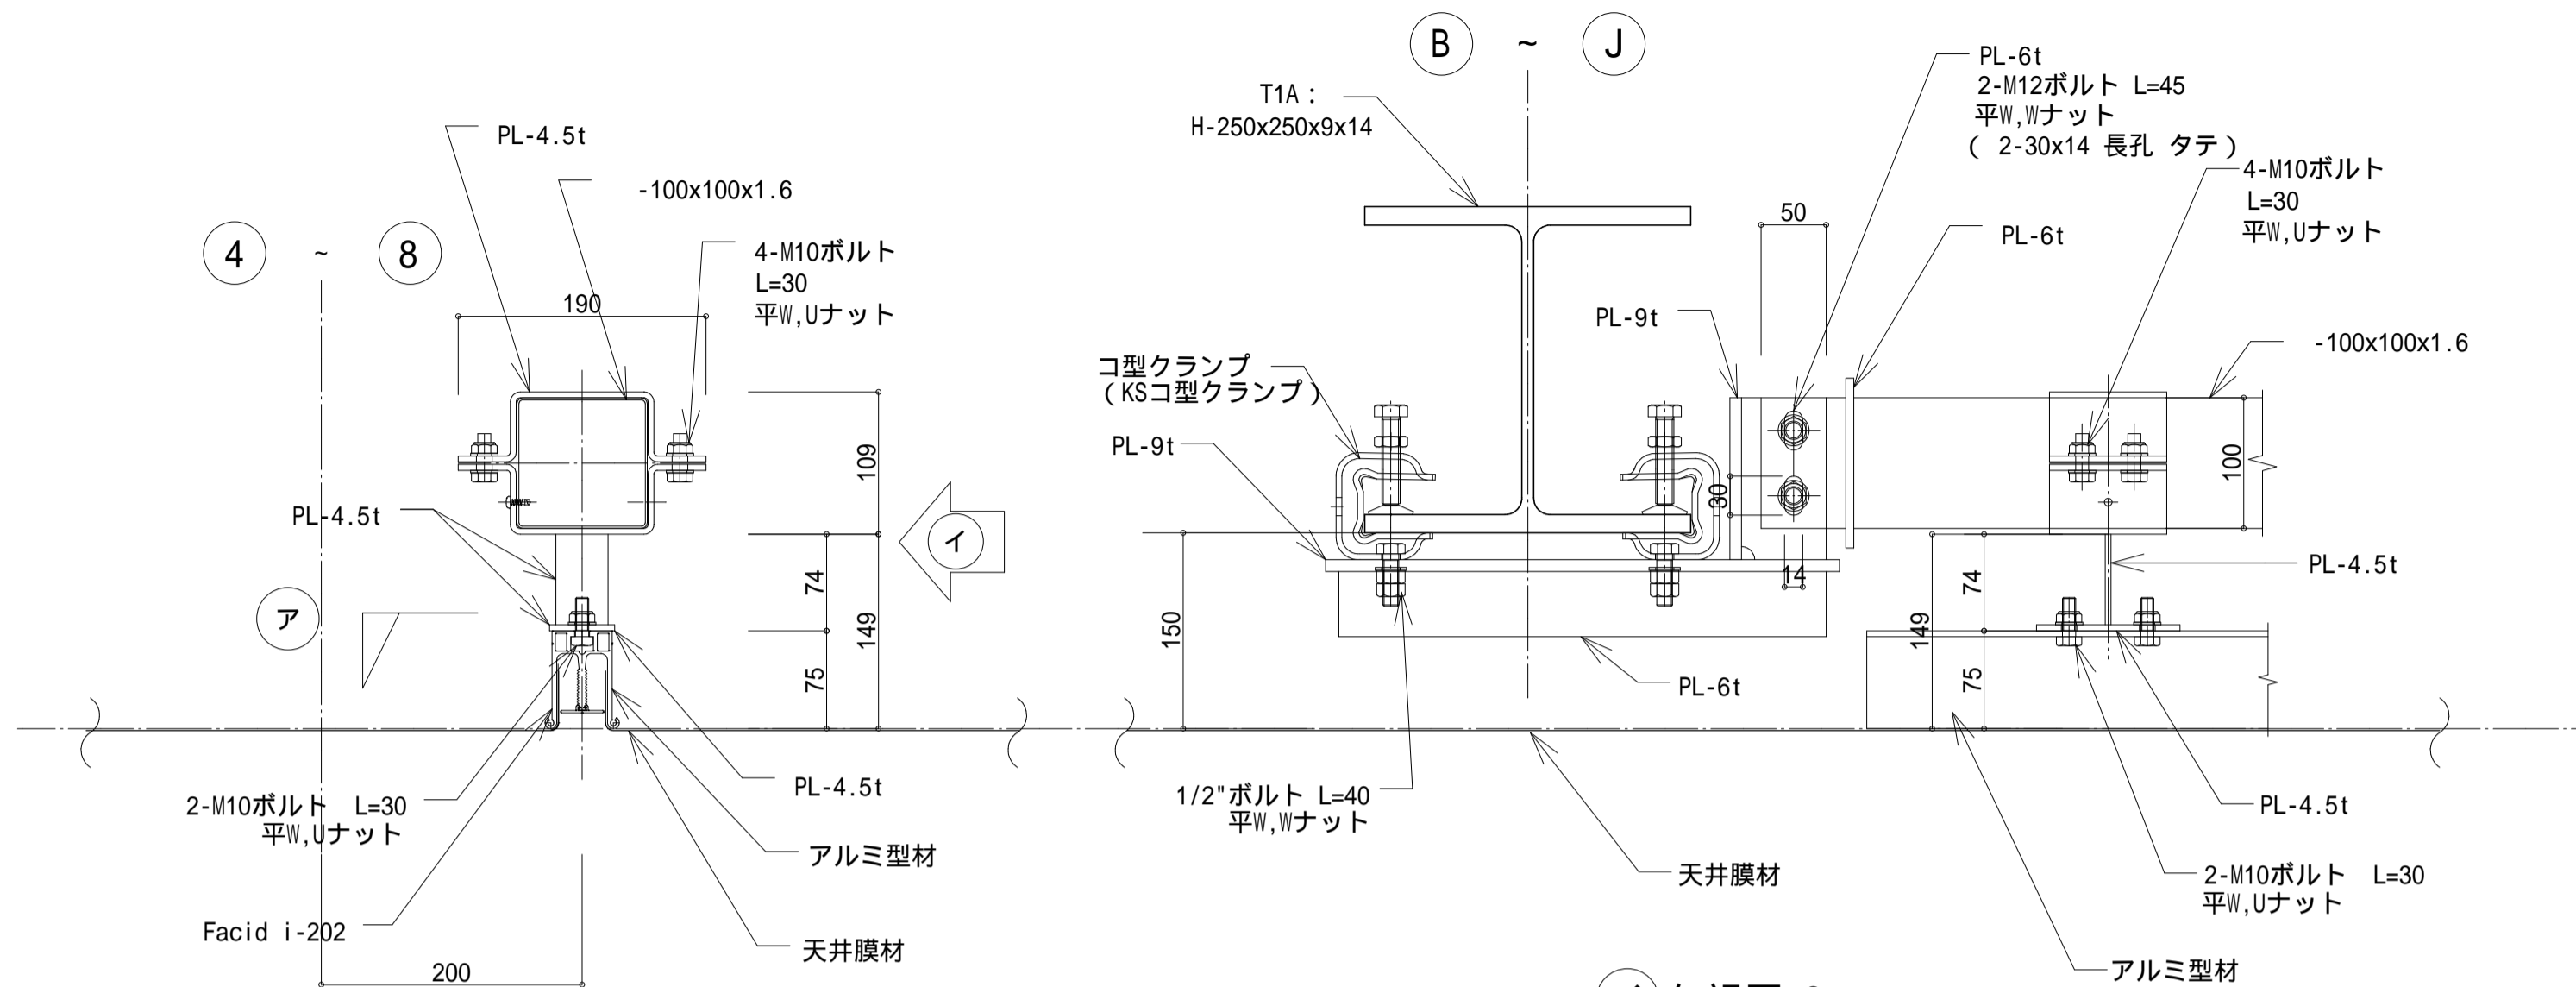 4 ~ 8
PL-4.5t
-100x100x1.6
4-M10ボルト
L=30
平W,Uナット
190
109
PL-4.5t
イ
74
149
ア
75
2-M10ボルト L=30
平W,Uナット
PL-4.5t
アルミ型材
Facid i-202
天井膜材
200
B ~ J
T1A:
H-250x250x9x14
PL-6t
2-M12ボルト L=45
平W,Wナット
( 2-30x14 長孔 タテ )
4-M10ボルト
L=30
平W,Uナット
50
PL-6t
PL-9t
-100x100x1.6
コ型クランプ
(KSコ型クランプ)
PL-9t
100
30
14
PL-4.5t
150
149
74
75
PL-6t
1/2"ボルト L=40
平W,Wナット
PL-4.5t
天井膜材
2-M10ボルト L=30
平W,Uナット
アルミ型材